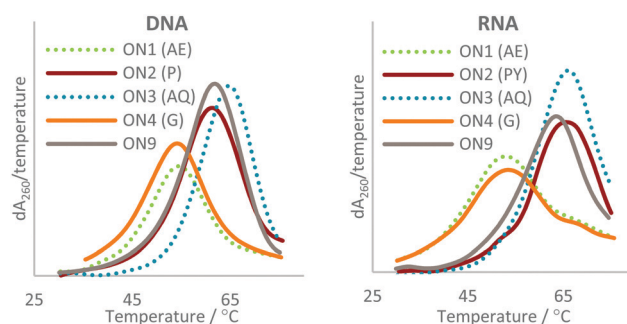 DNA
ON1 (AE)
ON2 (P)
ON3 (AQ)
ON4 (G)
ON9
dA260/temperature
25 45 65
Temperature / °C
RNA
ON1 (AE)
ON2 (PY)
ON3 (AQ)
ON4 (G)
ON9
dA260/temperature
25 45 65
Temperature / °C